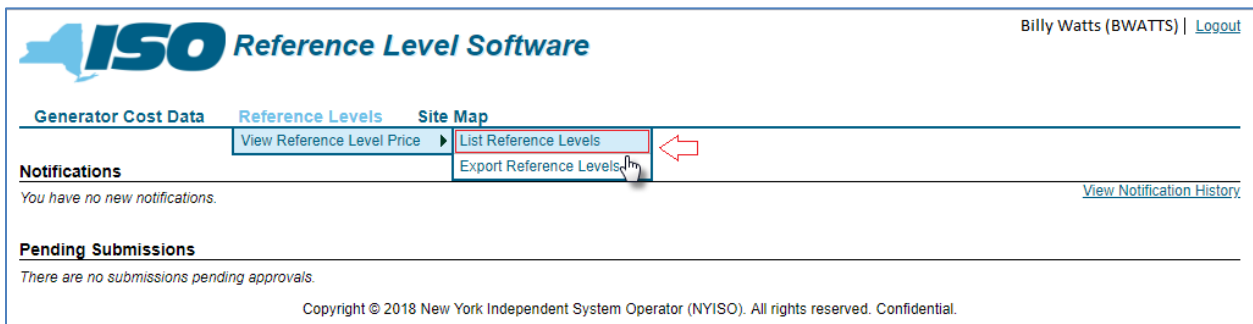 Billy Watts (BWATTS) | Logout
ISO Reference Level Software
Generator Cost Data Reference Levels Site Map
View Reference Level Price List Reference Levels
Export Reference Levels
Notifications
You have no new notifications. View Notification History
Pending Submissions
There are no submissions pending approvals.
Copyright © 2018 New York Independent System Operator (NYISO). All rights reserved. Confidential.